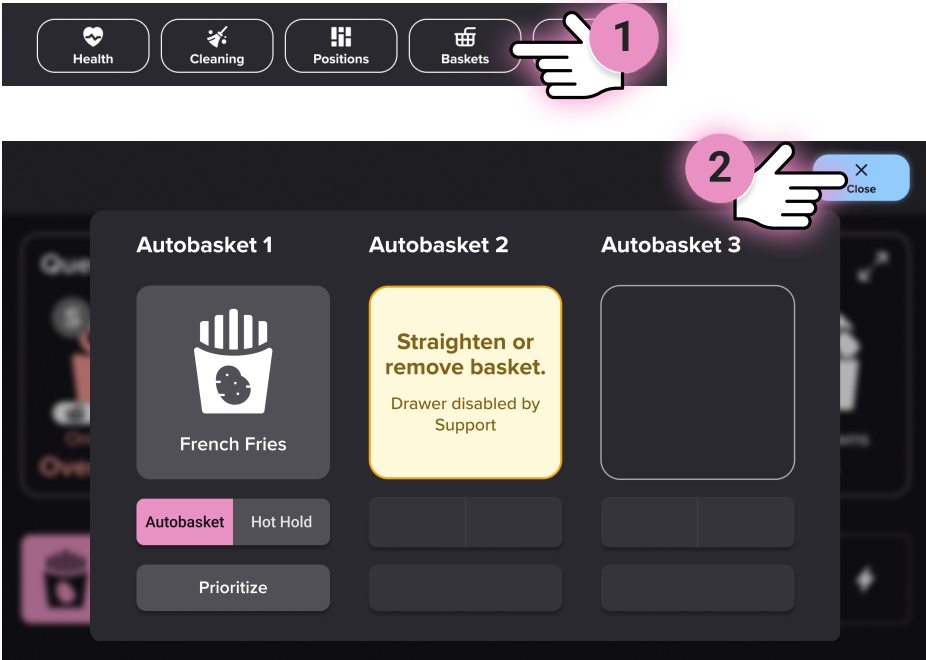 Health
Cleaning
Positions
Baskets
1
2
Close
Autobasket 1
Autobasket 2
Autobasket 3
French Fries
Straighten or
remove basket.
Drawer disabled by
Support
Autobasket
Hot Hold
Prioritize